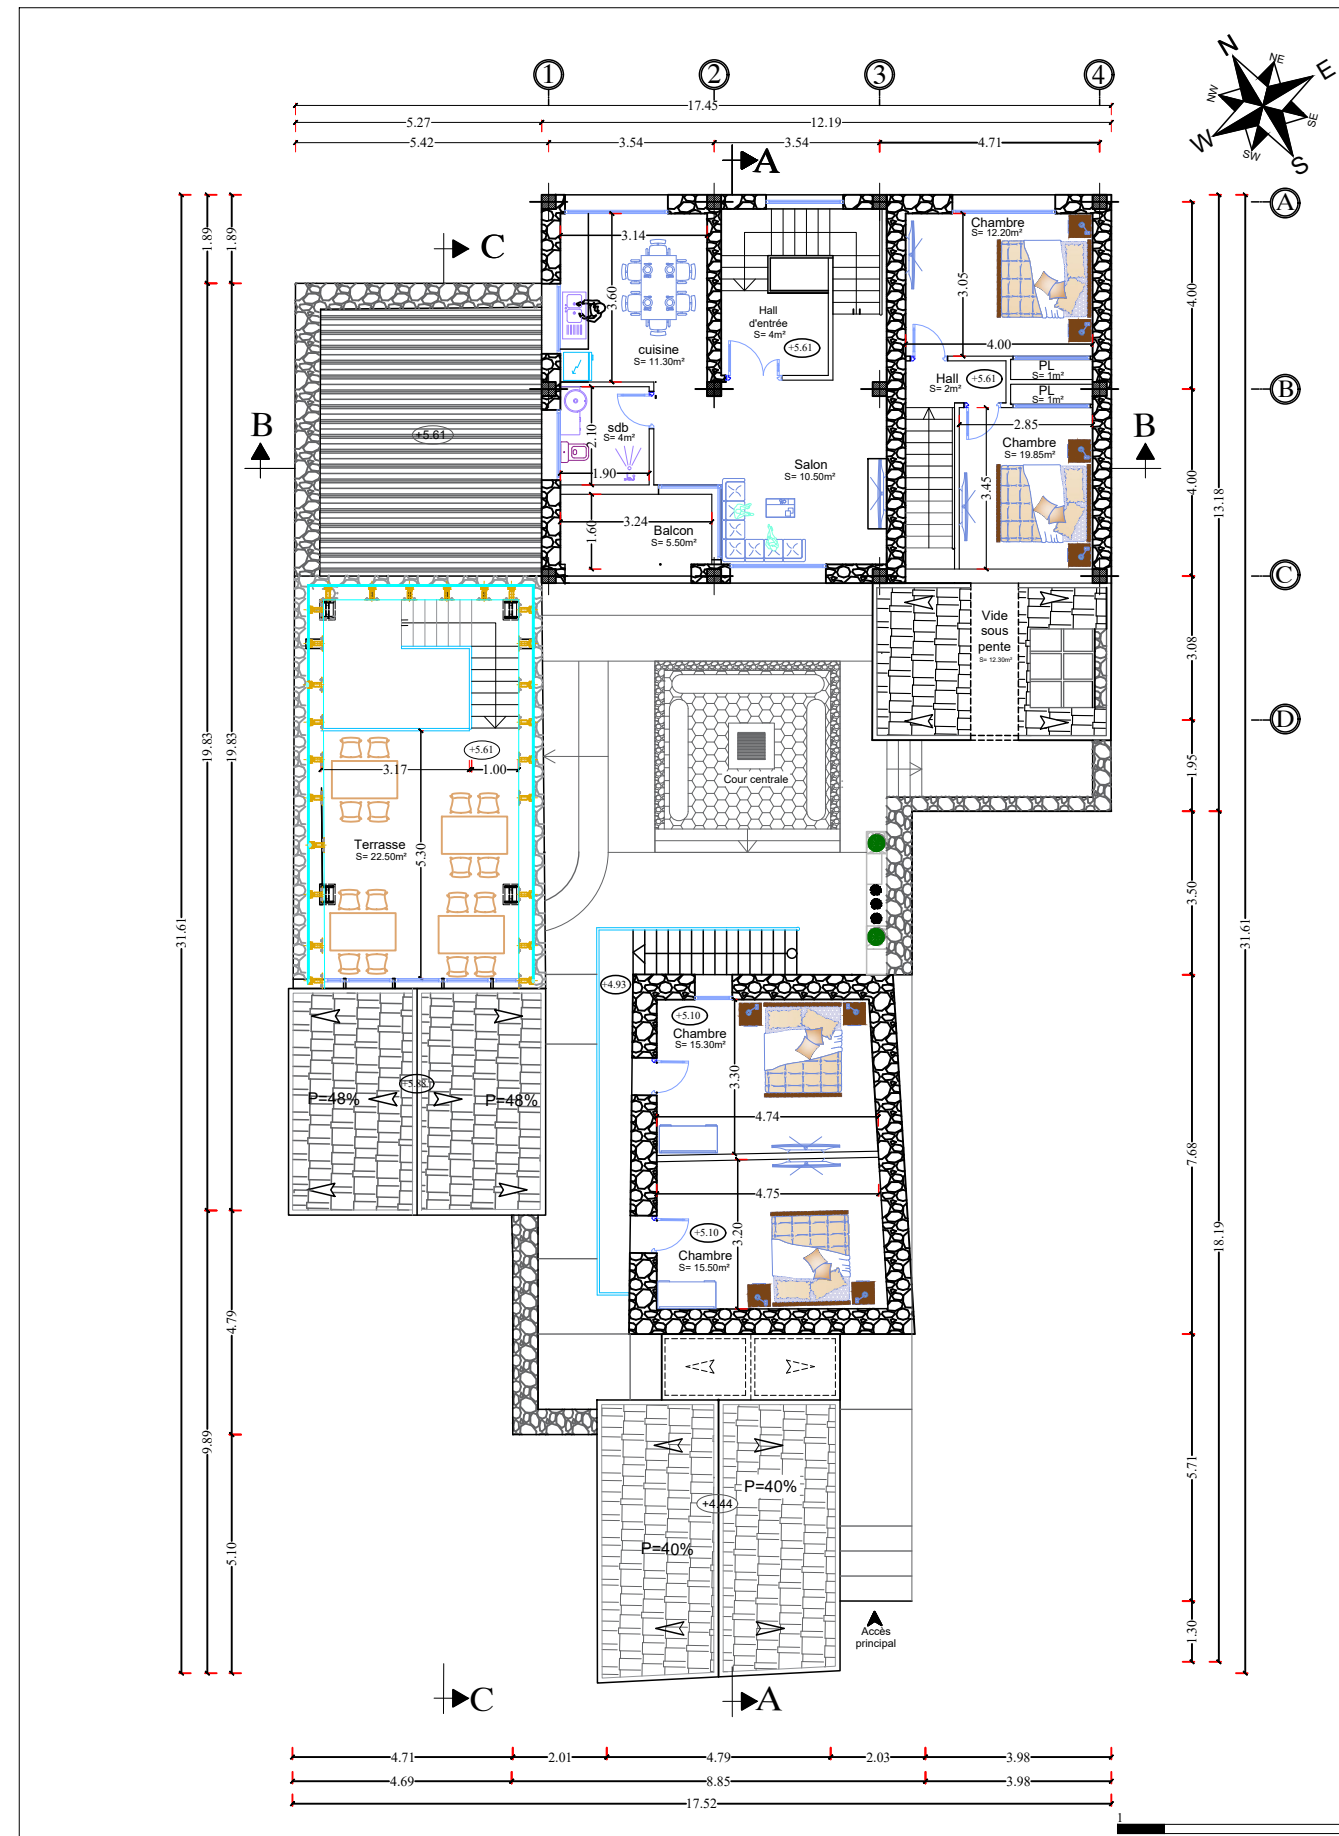 1
2
3
4
N
NE
E
SE
S
SW
W
NW
17.45
5.27
12.19
5.42
3.54
3.54
4.71
A
A
C
1.89
1.89
3.14
3.60
cuisine
S= 11.30m²
Hall
d'entrée
S= 4m²
+5.61
Chambre
S= 12.20m²
3.05
4.00
4.00
PL
S= 1m²
PL
S= 1m²
Hall
S= 2m²
+5.61
B
B
B
+5.61
2.10
sdb
S= 4m²
1.90
Salon
S= 10.50m²
2.85
Chambre
S= 19.85m²
3.45
4.00
13.18
3.24
1.60
Balcon
S= 5.50m²
C
Vide
sous
pente
S= 12.30m²
3.08
D
+5.61
3.17
1.00
Cour centrale
1.95
19.83
19.83
Terrasse
S= 22.50m²
5.30
3.50
31.61
31.61
+4.93
+5.10
Chambre
S= 15.30m²
3.30
4.74
+5.88
P=48%
P=48%
7.68
4.75
+5.10
3.20
Chambre
S= 15.50m²
18.19
4.79
9.89
5.71
P=40%
+4.44
P=40%
5.10
Accès
principal
1.30
C
A
4.71
2.01
4.79
2.03
3.98
4.69
8.85
3.98
17.52
1